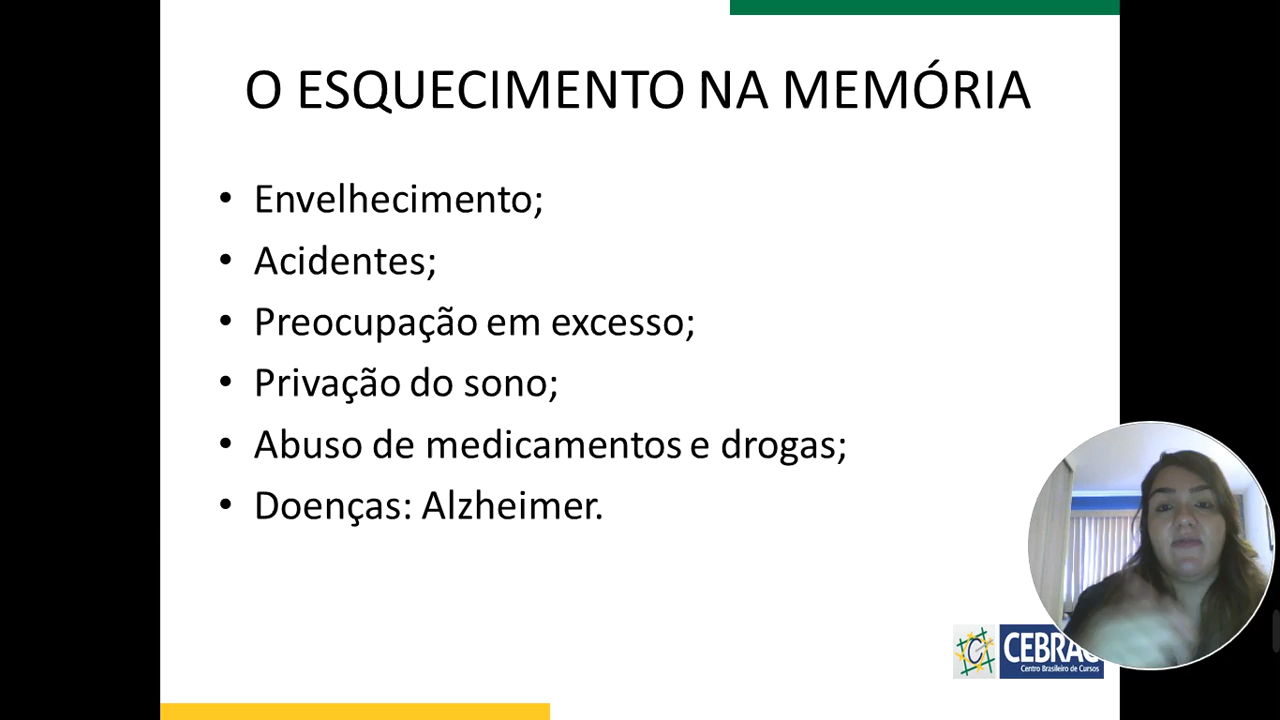 O ESQUECIMENTO NA MEMÓRIA
• Envelhecimento;
• Acidentes;
• Preocupação em excesso;
• Privação do sono;
• Abuso de medicamentos e drogas;
• Doenças: Alzheimer.
CEBRAC
Centro Brasileiro de Cursos